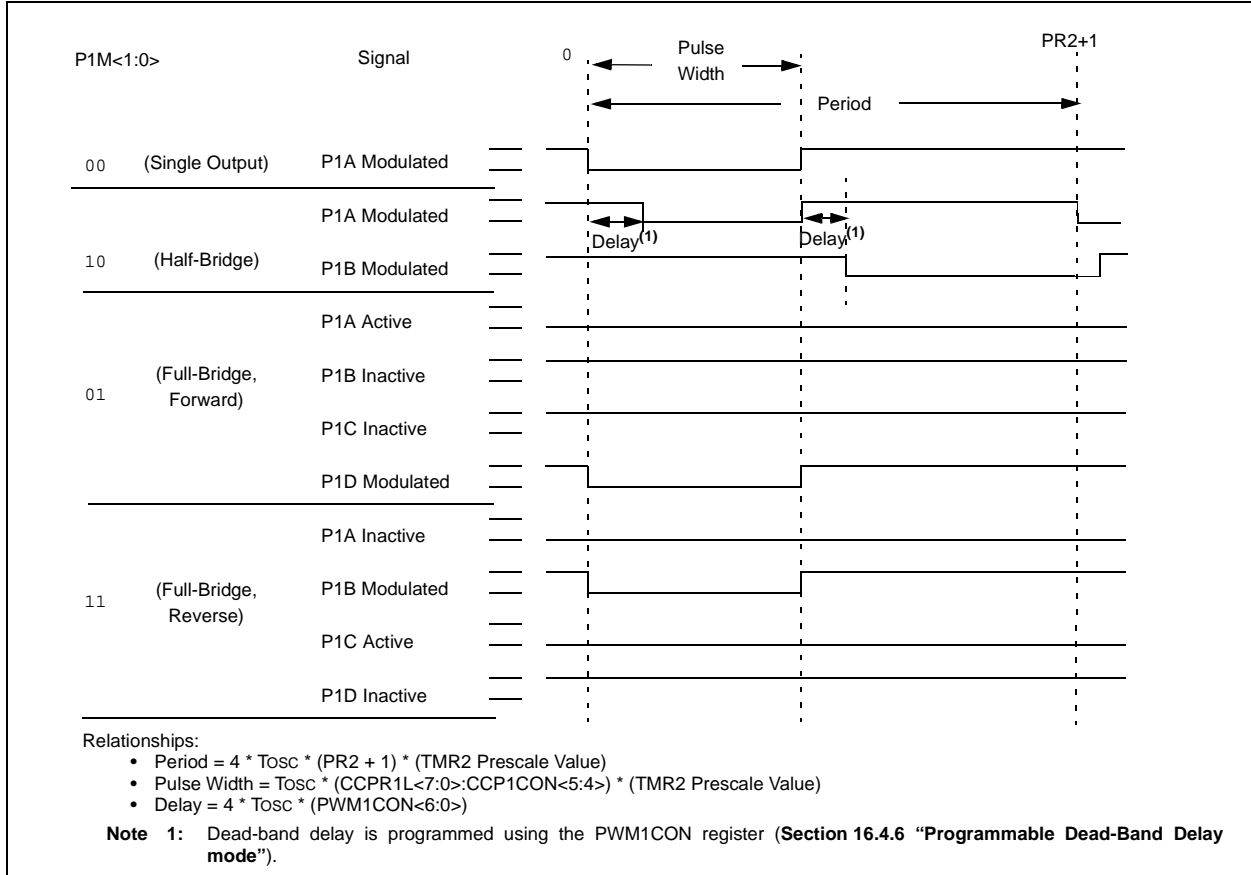 P1M<1:0> Signal 0 Pulse Width PR2+1
Period
00 (Single Output) P1A Modulated
P1A Modulated
Delay(1) Delay(1)
10 (Half-Bridge) P1B Modulated
P1A Active
01 (Full-Bridge, Forward) P1B Inactive
P1C Inactive
P1D Modulated
P1A Inactive
11 (Full-Bridge, Reverse) P1B Modulated
P1C Active
P1D Inactive
Relationships:
• Period = 4 * TOSC * (PR2 + 1) * (TMR2 Prescale Value)
• Pulse Width = TOSC * (CCPR1L<7:0>:CCP1CON<5:4>) * (TMR2 Prescale Value)
• Delay = 4 * TOSC * (PWM1CON<6:0>)
Note 1: Dead-band delay is programmed using the PWM1CON register (Section 16.4.6 “Programmable Dead-Band Delay
mode”).